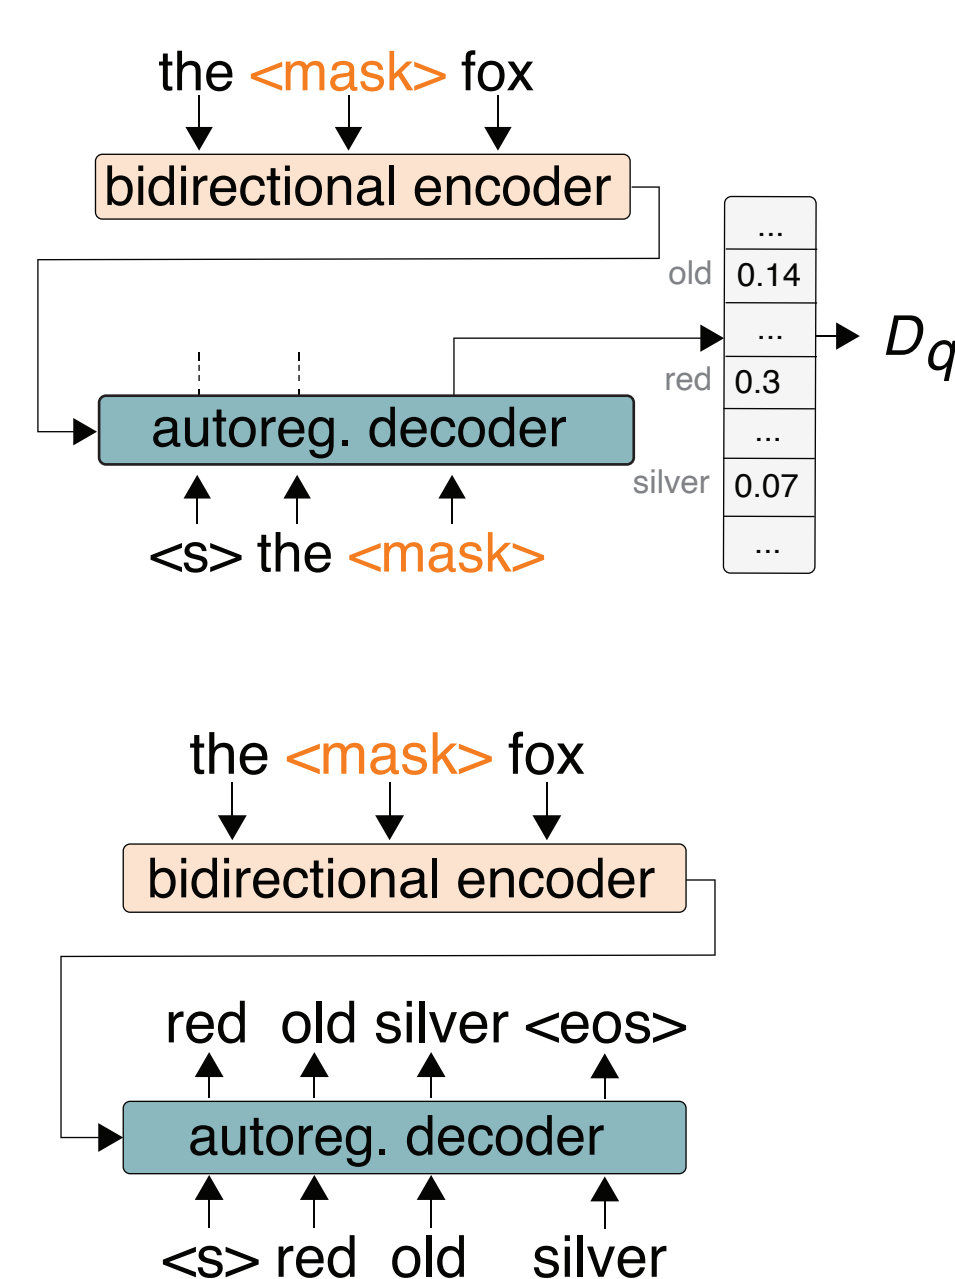 the <mask> fox
bidirectional encoder
...
old 0.14
...
D_q
red 0.3
autoreg. decoder
...
silver 0.07
<s> the <mask>
...
the <mask> fox
bidirectional encoder
red old silver <eos>
autoreg. decoder
<s> red old silver